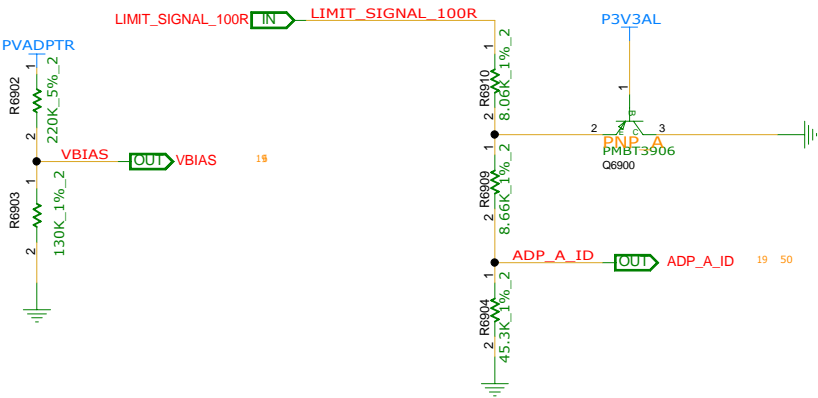 LIMIT_SIGNAL_100R IN LIMIT_SIGNAL_100R
P3V3AL
PVADPTR
1
R6902
220K_5%_2
2
VBIAS OUT VBIAS
1
R6903
130K_1%_2
2
1
R6910
8.06K_1%_2
2
1
B
2 E C 3
PNP_A
PMBT3906
Q6900
1
R6909
8.66K_1%_2
2
ADP_A_ID OUT ADP_A_ID 19 50
1
R6904
45.3K_1%_2
2